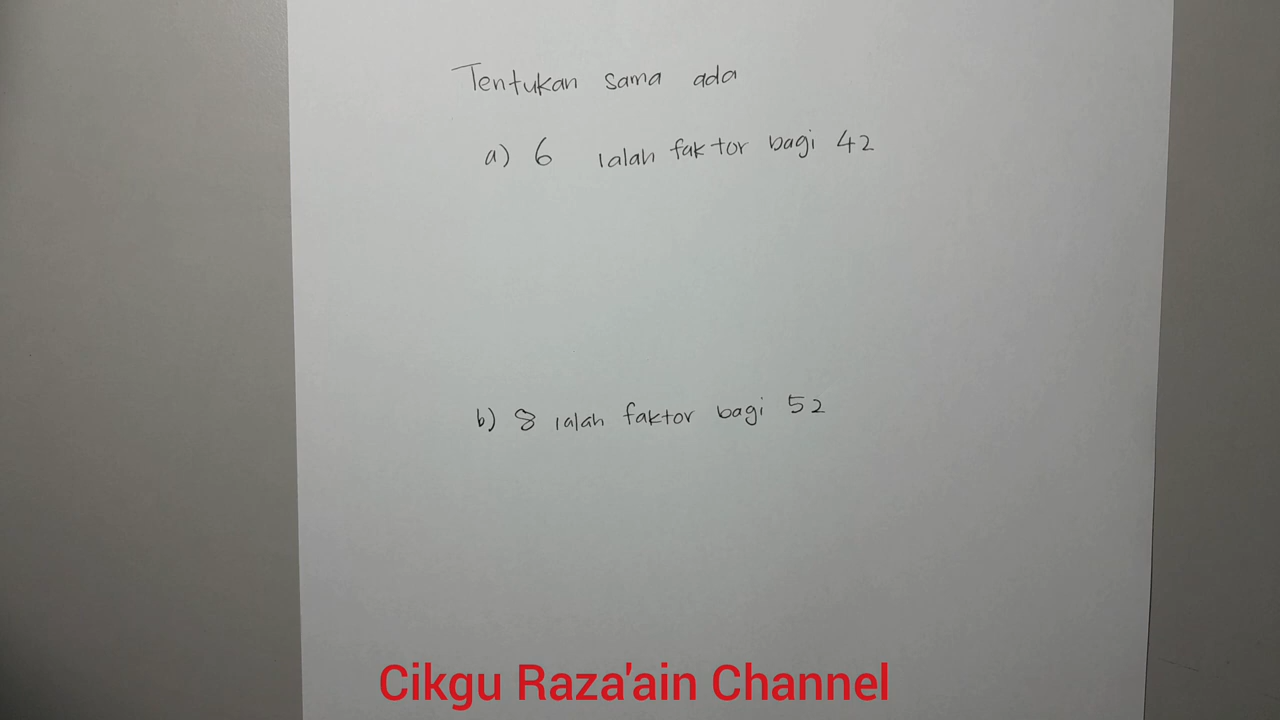 Tentukan sama ada
a) 6 ialah faktor bagi 42
b) 8 ialah faktor bagi 52
Cikgu Raza'ain Channel